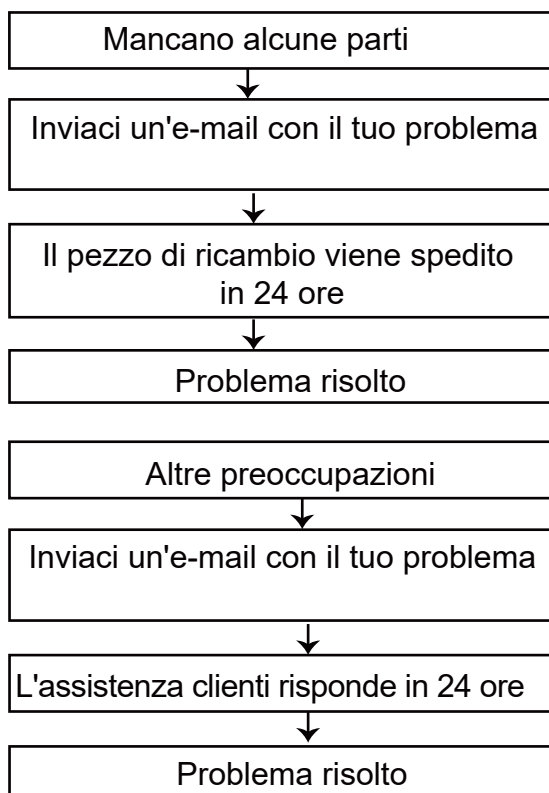 Mancano alcune parti
Inviaci un'e-mail con il tuo problema
Il pezzo di ricambio viene spedito
in 24 ore
Problema risolto
Altre preoccupazioni
Inviaci un'e-mail con il tuo problema
L'assistenza clienti risponde in 24 ore
Problema risolto